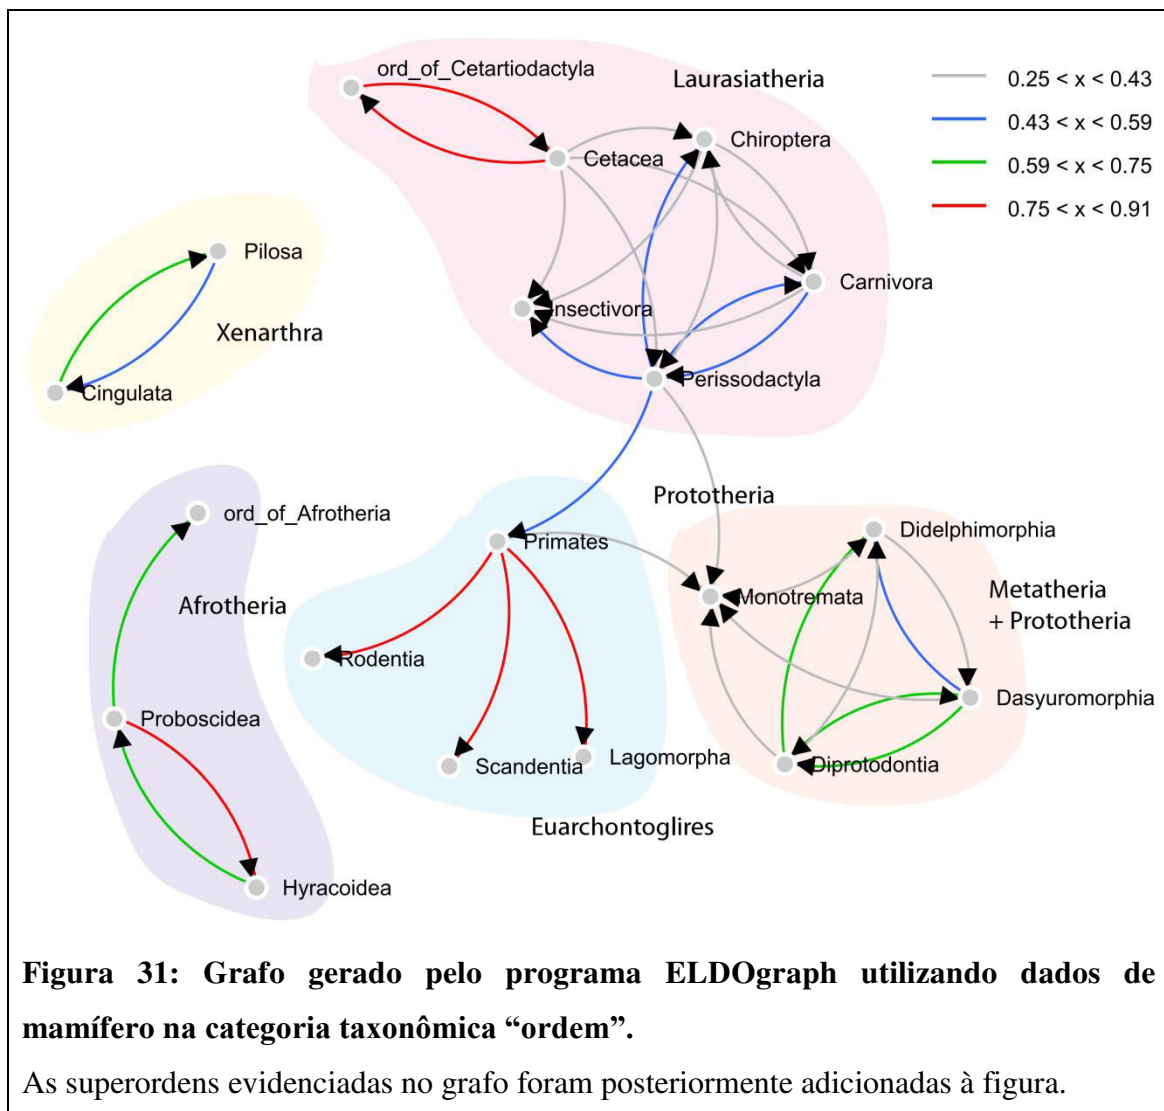 ord_of_Cetartiodactyla
Laurasiatheria
0.25 < x < 0.43
0.43 < x < 0.59
0.59 < x < 0.75
0.75 < x < 0.91
Chiroptera
Cetacea
Pilosa
Carnivora
Insectivora
Xenarthra
Cingulata
Perissodactyla
Prototheria
ord_of_Afrotheria
Primates
Didelphimorphia
Afrotheria
Monotremata
Metatheria
+ Prototheria
Rodentia
Dasyuromorphia
Proboscidea
Scandentia
Lagomorpha
Diprotodontia
Euarchontoglires
Hyracoidea
Figura 31: Grafo gerado pelo programa ELDOgraph utilizando dados de
mamífero na categoria taxonômica “ordem”.
As superordens evidenciadas no grafo foram posteriormente adicionadas à figura.